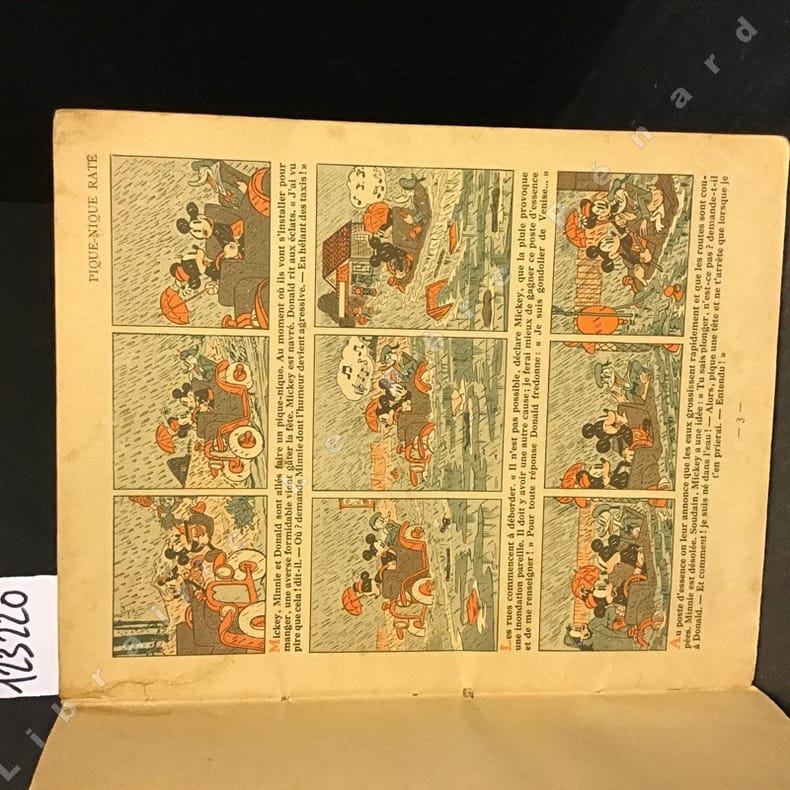 PIQUE-NIQUE RATÉ
Mickey, Minnie et Donald sont allés faire un pique-nique. Au moment où ils vont s'installer pour
manger, une averse formidable vient gâter la fête. Mickey est navré. Donald rit aux éclats. « J'ai vu
pire que cela ! dit-il. — Où ? demande Minnie dont l'humeur devient agressive. — En hélant des taxis ! »
Les rues commencent à déborder. « Il n'est pas possible, déclare Mickey, que la pluie provoque
une inondation pareille. Il doit y avoir une autre cause: je ferai mieux de gagner ce poste d'essence
et de me renseigner ! » Pour toute réponse Donald fredonne: « Je suis gondolier de Venise... »
Au poste d'essence on leur annonce que les eaux grossissent rapidement et que les routes sont cou-
pées. Minnie est désolée. Soudain, Mickey a une idée : « Tu sais plonger, n'est-ce pas ? demande-t-il
à Donald. — Et comment ! je suis né dans l'eau ! — Alors, pique une tête et ne t'arrête que lorsque je
t'en prierai. — Entendu ! »
— 3 —
123220
Librairie Renard